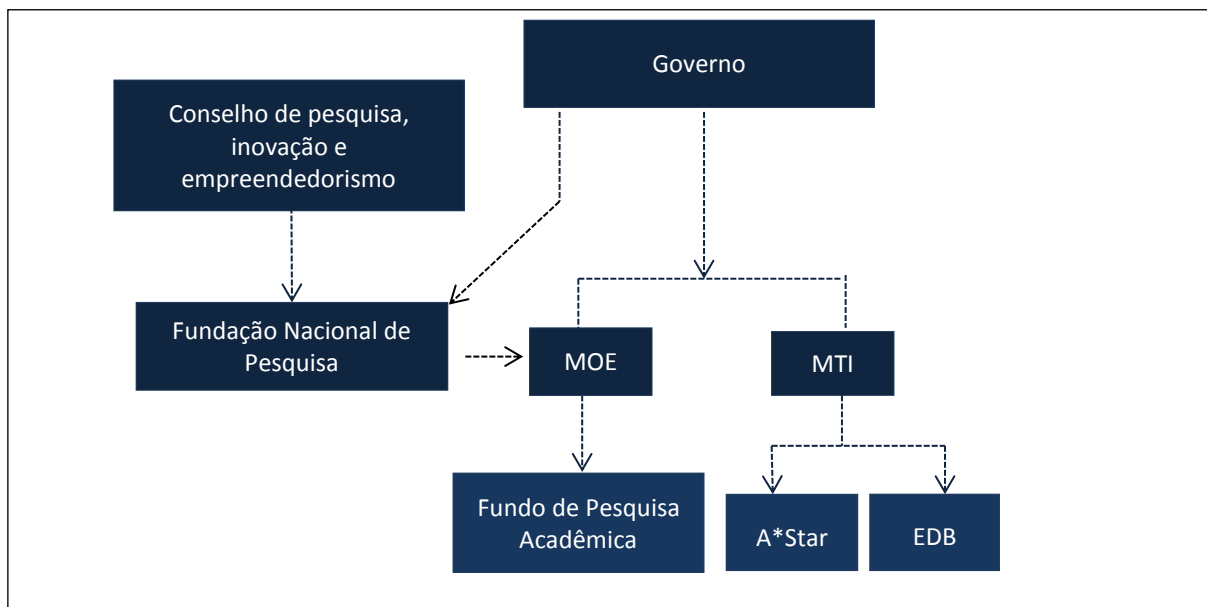 Governo
Conselho de pesquisa,
inovação e
empreendedorismo
Fundação Nacional de
Pesquisa
MOE
MTI
Fundo de Pesquisa
Acadêmica
A*Star
EDB